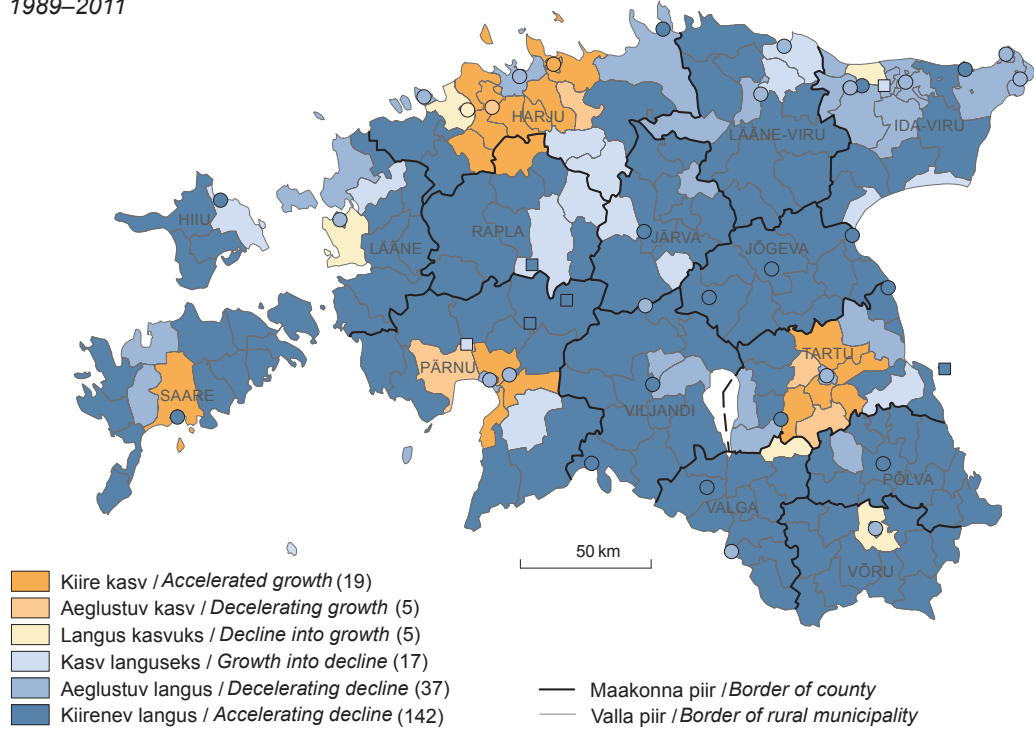 1989–2011
HARJU
LÄÄNE-VIRU
IDA-VIRU
HIIU
LÄÄNE
RAPLA
JÄRVA
JÕGEVA
SAARE
PÄRNU
VILJANDI
TARTU
PÕLVA
VALGA
VÕRU
50 km
Kiire kasv / Accelerated growth (19)
Aeglustuv kasv / Decelerating growth (5)
Langus kasvuks / Decline into growth (5)
Kasv languseks / Growth into decline (17)
Aeglustuv langus / Decelerating decline (37)
Kiirenev langus / Accelerating decline (142)
Maakonna piir / Border of county
Valla piir / Border of rural municipality